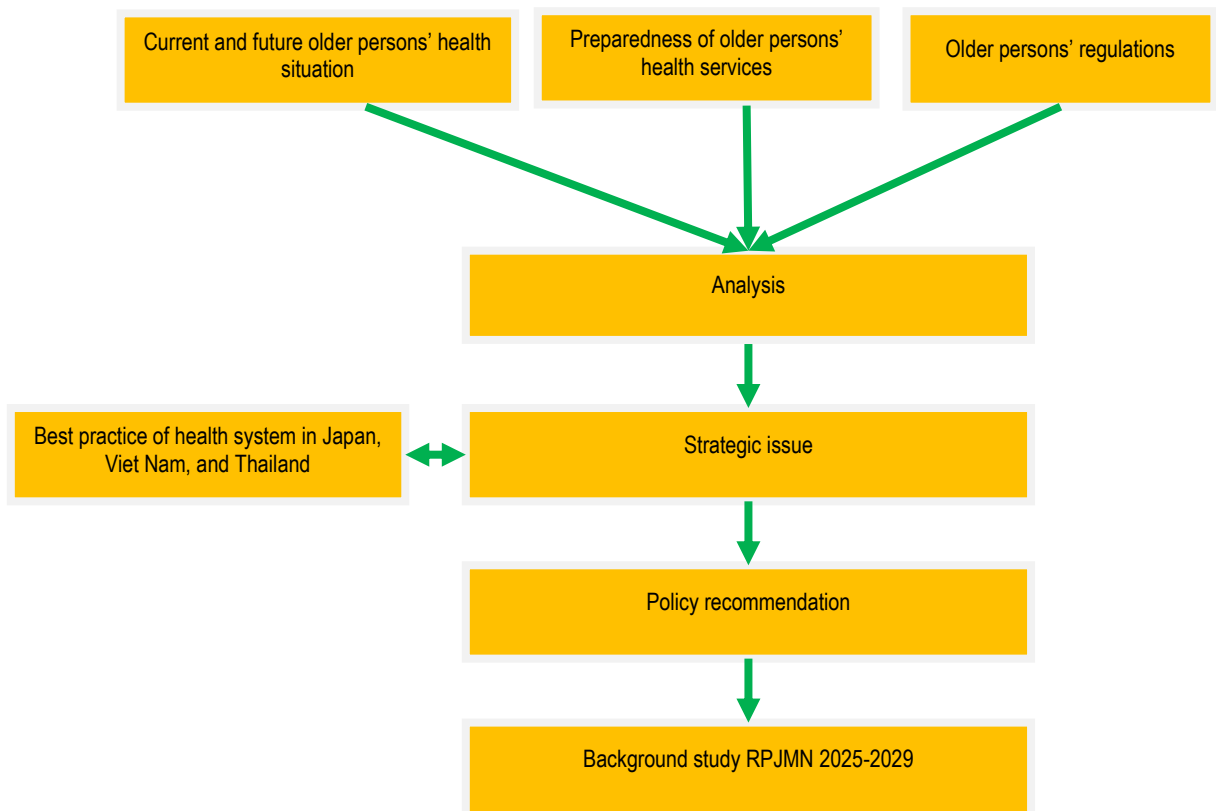 Current and future older persons’ health
situation
Preparedness of older persons’
health services
Older persons’ regulations
Analysis
Best practice of health system in Japan,
Viet Nam, and Thailand
Strategic issue
Policy recommendation
Background study RPJMN 2025-2029